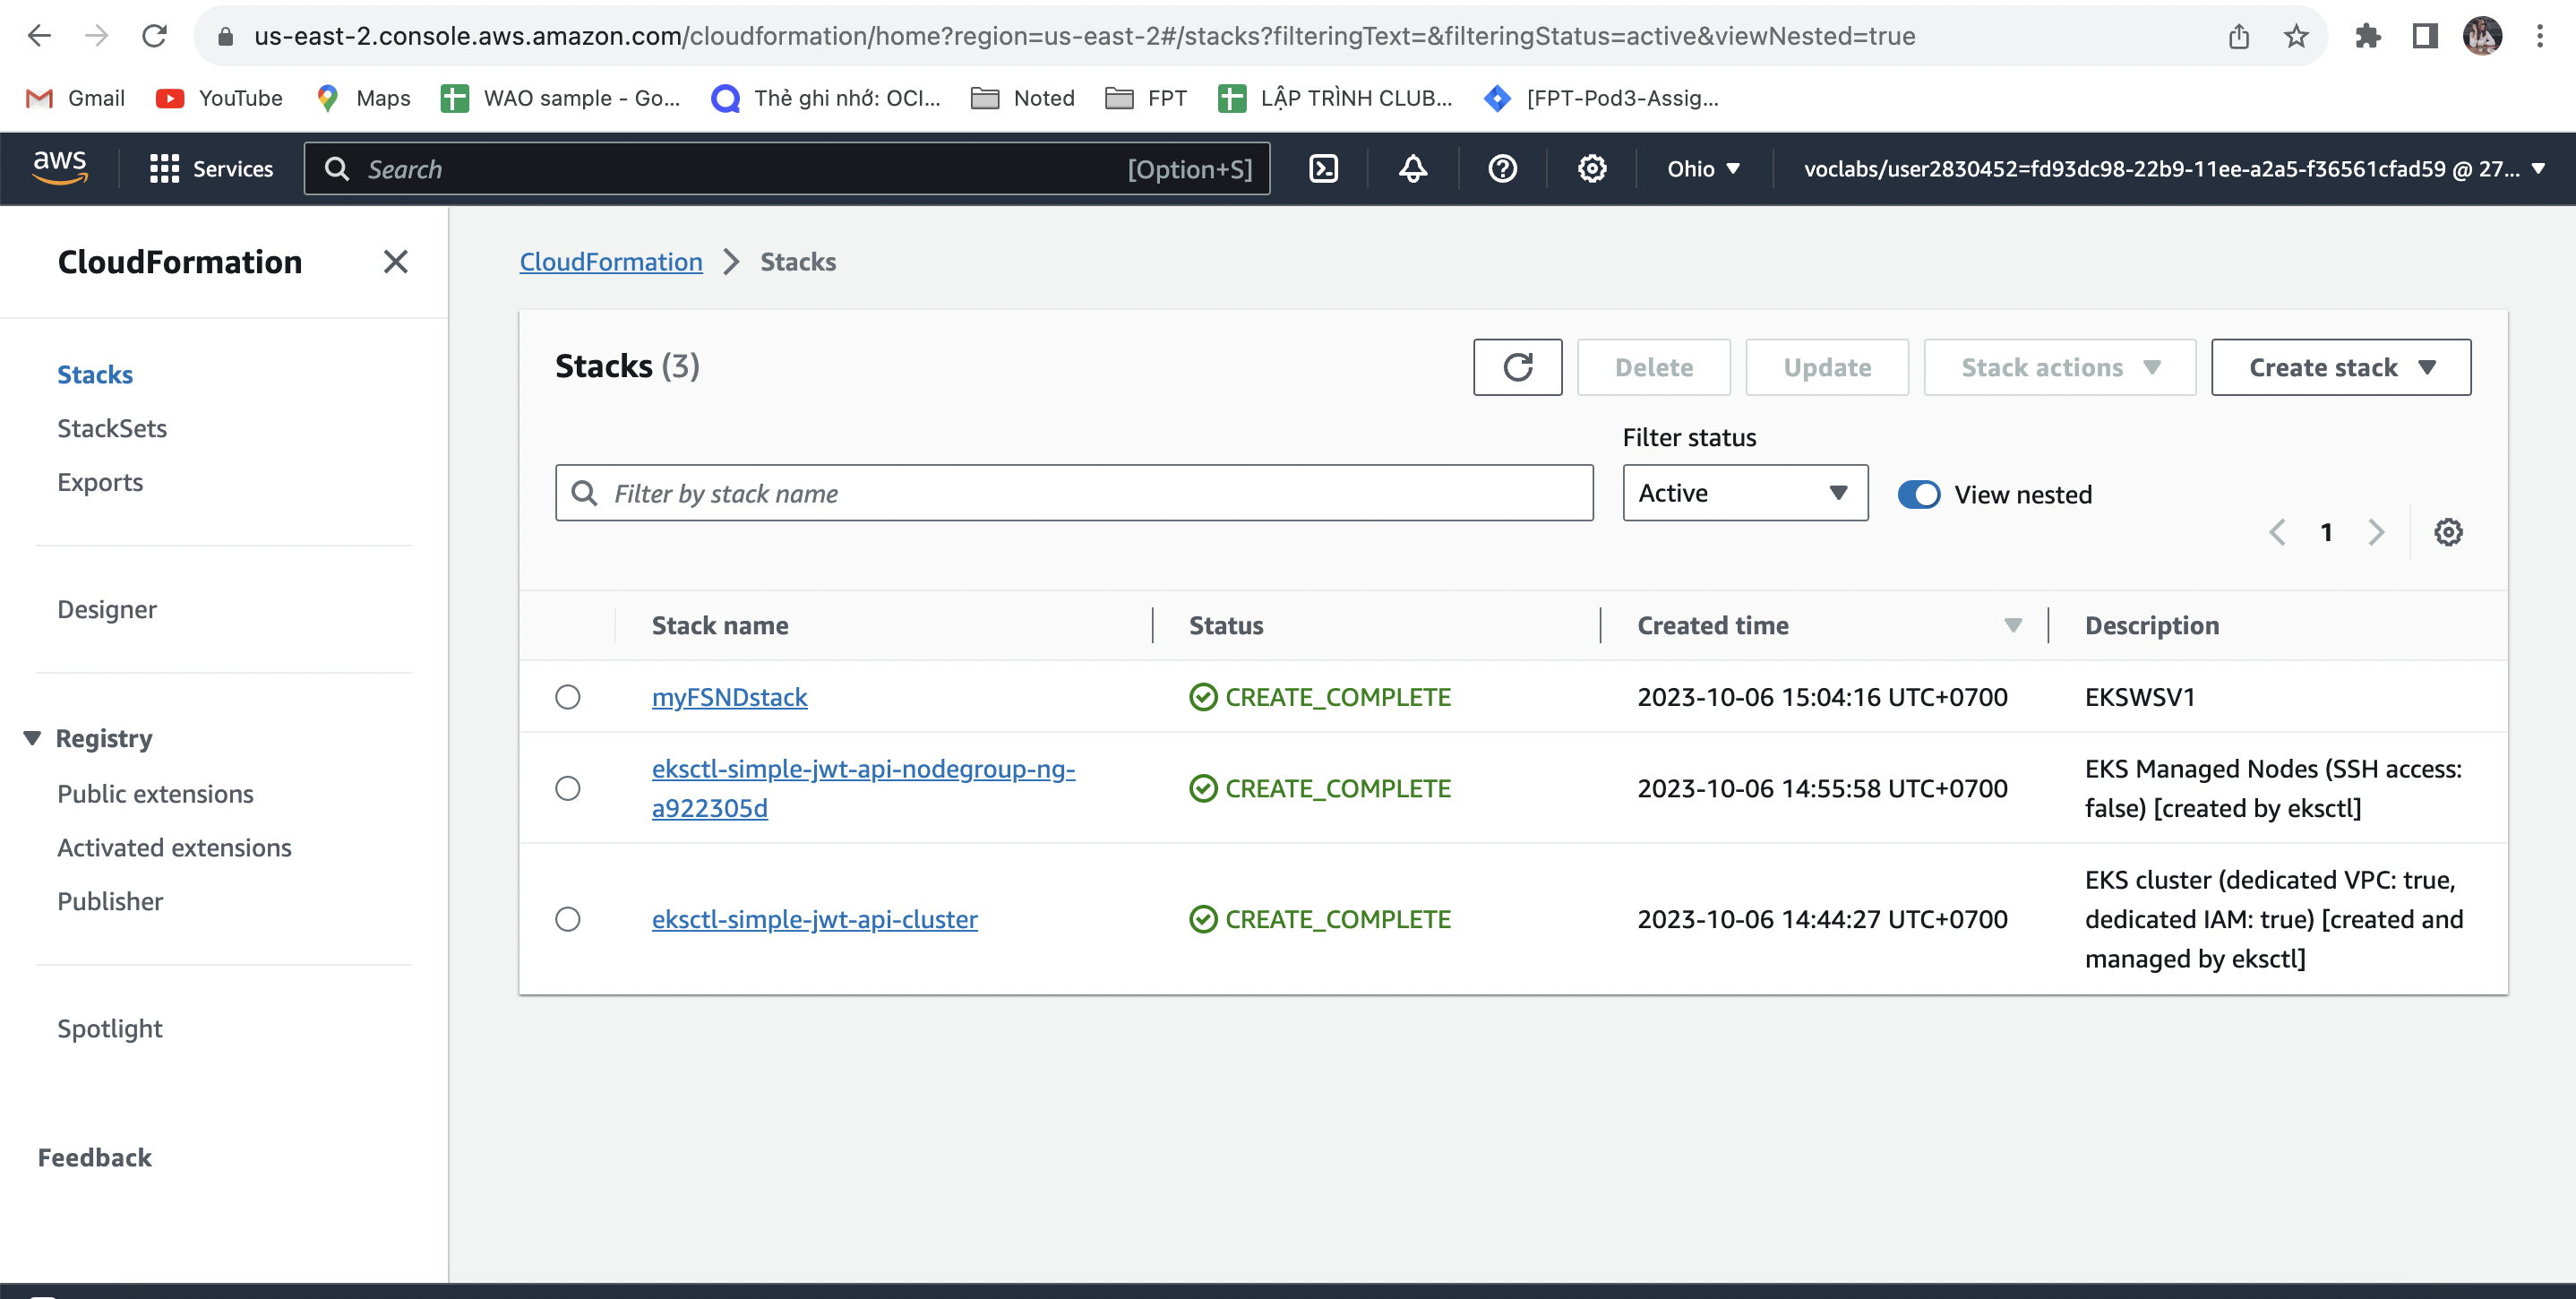 us-east-2.console.aws.amazon.com/cloudformation/home?region=us-east-2#/stacks?filteringText=&filteringStatus=active&viewNested=true
Gmail YouTube Maps WAO sample - Go... Thẻ ghi nhớ: OCI... Noted FPT LẬP TRÌNH CLUB... [FPT-Pod3-Assig...
aws Services Search [Option+S] Ohio voclabs/user2830452=fd93dc98-22b9-11ee-a2a5-f36561cfad59 @ 27...
CloudFormation
Stacks
StackSets
Exports
Designer
Registry
Public extensions
Activated extensions
Publisher
Spotlight
Feedback
CloudFormation Stacks
Stacks (3) Delete Update Stack actions Create stack
Filter status
Filter by stack name Active View nested
1
Stack name Status Created time Description
myFSNDstack CREATE_COMPLETE 2023-10-06 15:04:16 UTC+0700 EKSWSV1
eksctl-simple-jwt-api-nodegroup-ng-
a922305d
CREATE_COMPLETE 2023-10-06 14:55:58 UTC+0700
EKS Managed Nodes (SSH access:
false) [created by eksctl]
eksctl-simple-jwt-api-cluster CREATE_COMPLETE 2023-10-06 14:44:27 UTC+0700
EKS cluster (dedicated VPC: true,
dedicated IAM: true) [created and
managed by eksctl]